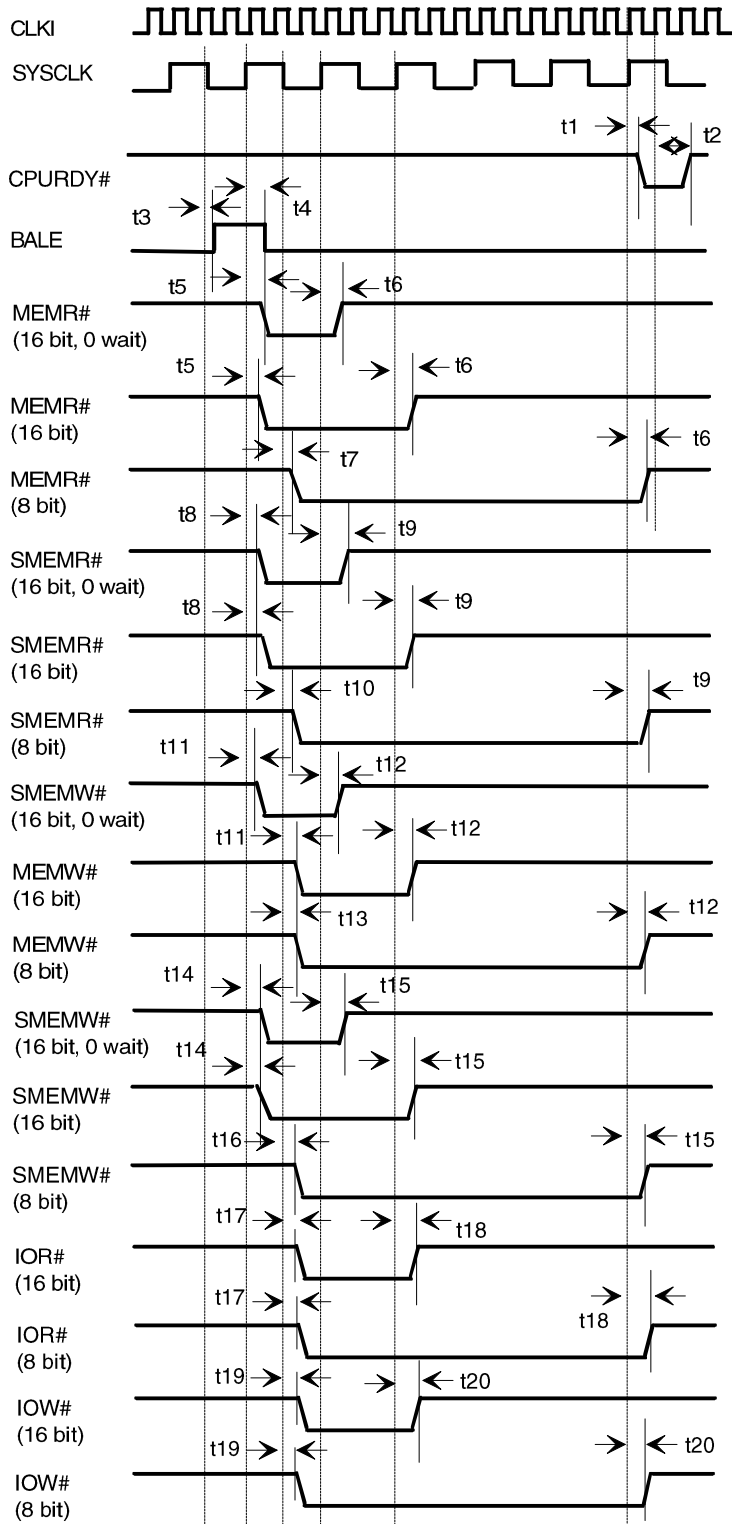 CLKI
SYSCLK
t1
t2
CPURDY#
t3
t4
BALE
t5
t6
MEMR#
(16 bit, 0 wait)
t5
t6
MEMR#
(16 bit)
t7
t6
MEMR#
(8 bit)
t8
t9
SMEMR#
(16 bit, 0 wait)
t8
t9
SMEMR#
(16 bit)
t10
t9
SMEMR#
(8 bit)
t11
t12
SMEMW#
(16 bit, 0 wait)
t11
t12
MEMW#
(16 bit)
t13
t12
MEMW#
(8 bit)
t14
t15
SMEMW#
(16 bit, 0 wait)
t14
t15
SMEMW#
(16 bit)
t16
t15
SMEMW#
(8 bit)
t17
t18
IOR#
(16 bit)
t17
t18
IOR#
(8 bit)
t19
t20
IOW#
(16 bit)
t19
t20
IOW#
(8 bit)